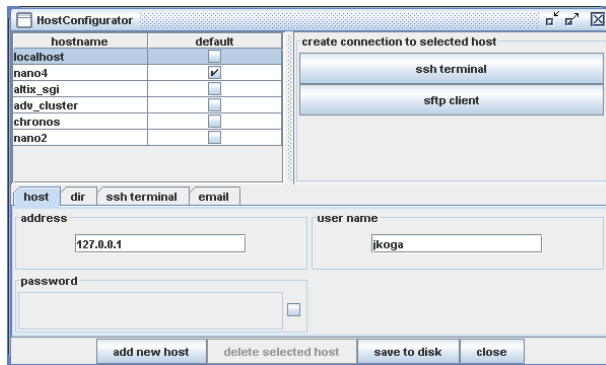 HostConfigurator
hostname default
localhost
nano4
altix_sgi
adv_cluster
chronos
nano2
create connection to selected host
ssh terminal
sftp client
host dir ssh terminal email
address
127.0.0.1
user name
jkoga
password
add new host delete selected host save to disk close